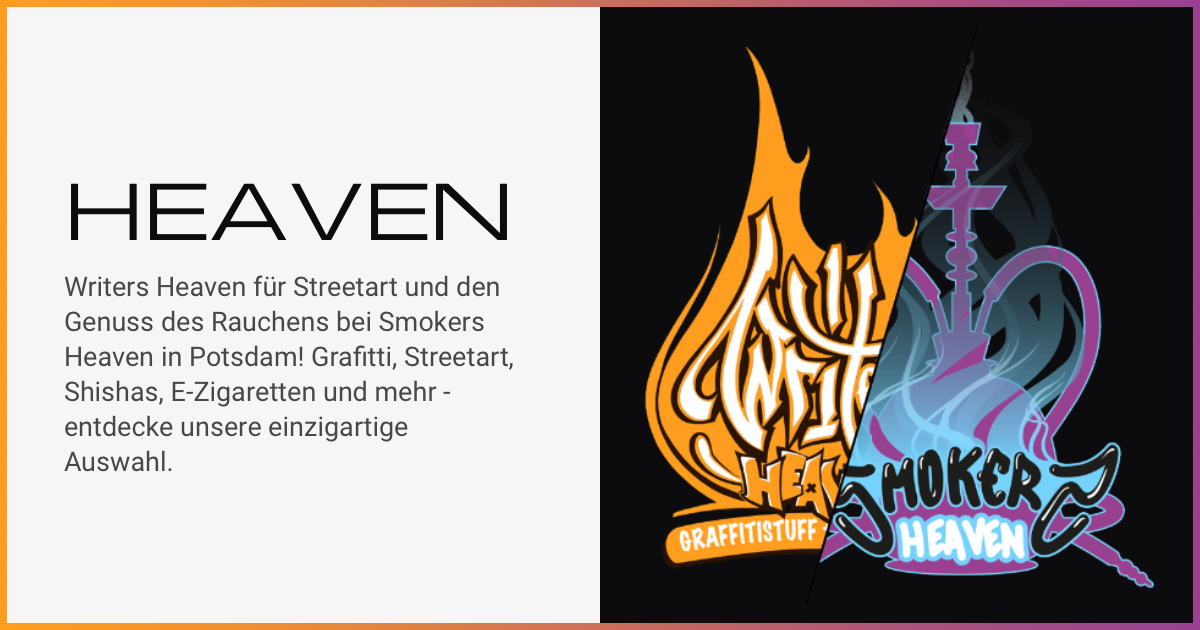 HEAVEN
Writers Heaven für Streetart und den
Genuss des Rauchens bei Smokers
Heaven in Potsdam! Grafitti, Streetart,
Shishas, E-Zigaretten und mehr -
entdecke unsere einzigartige
Auswahl.
GRAFFITISTUFF
SMOKERS
HEAVEN